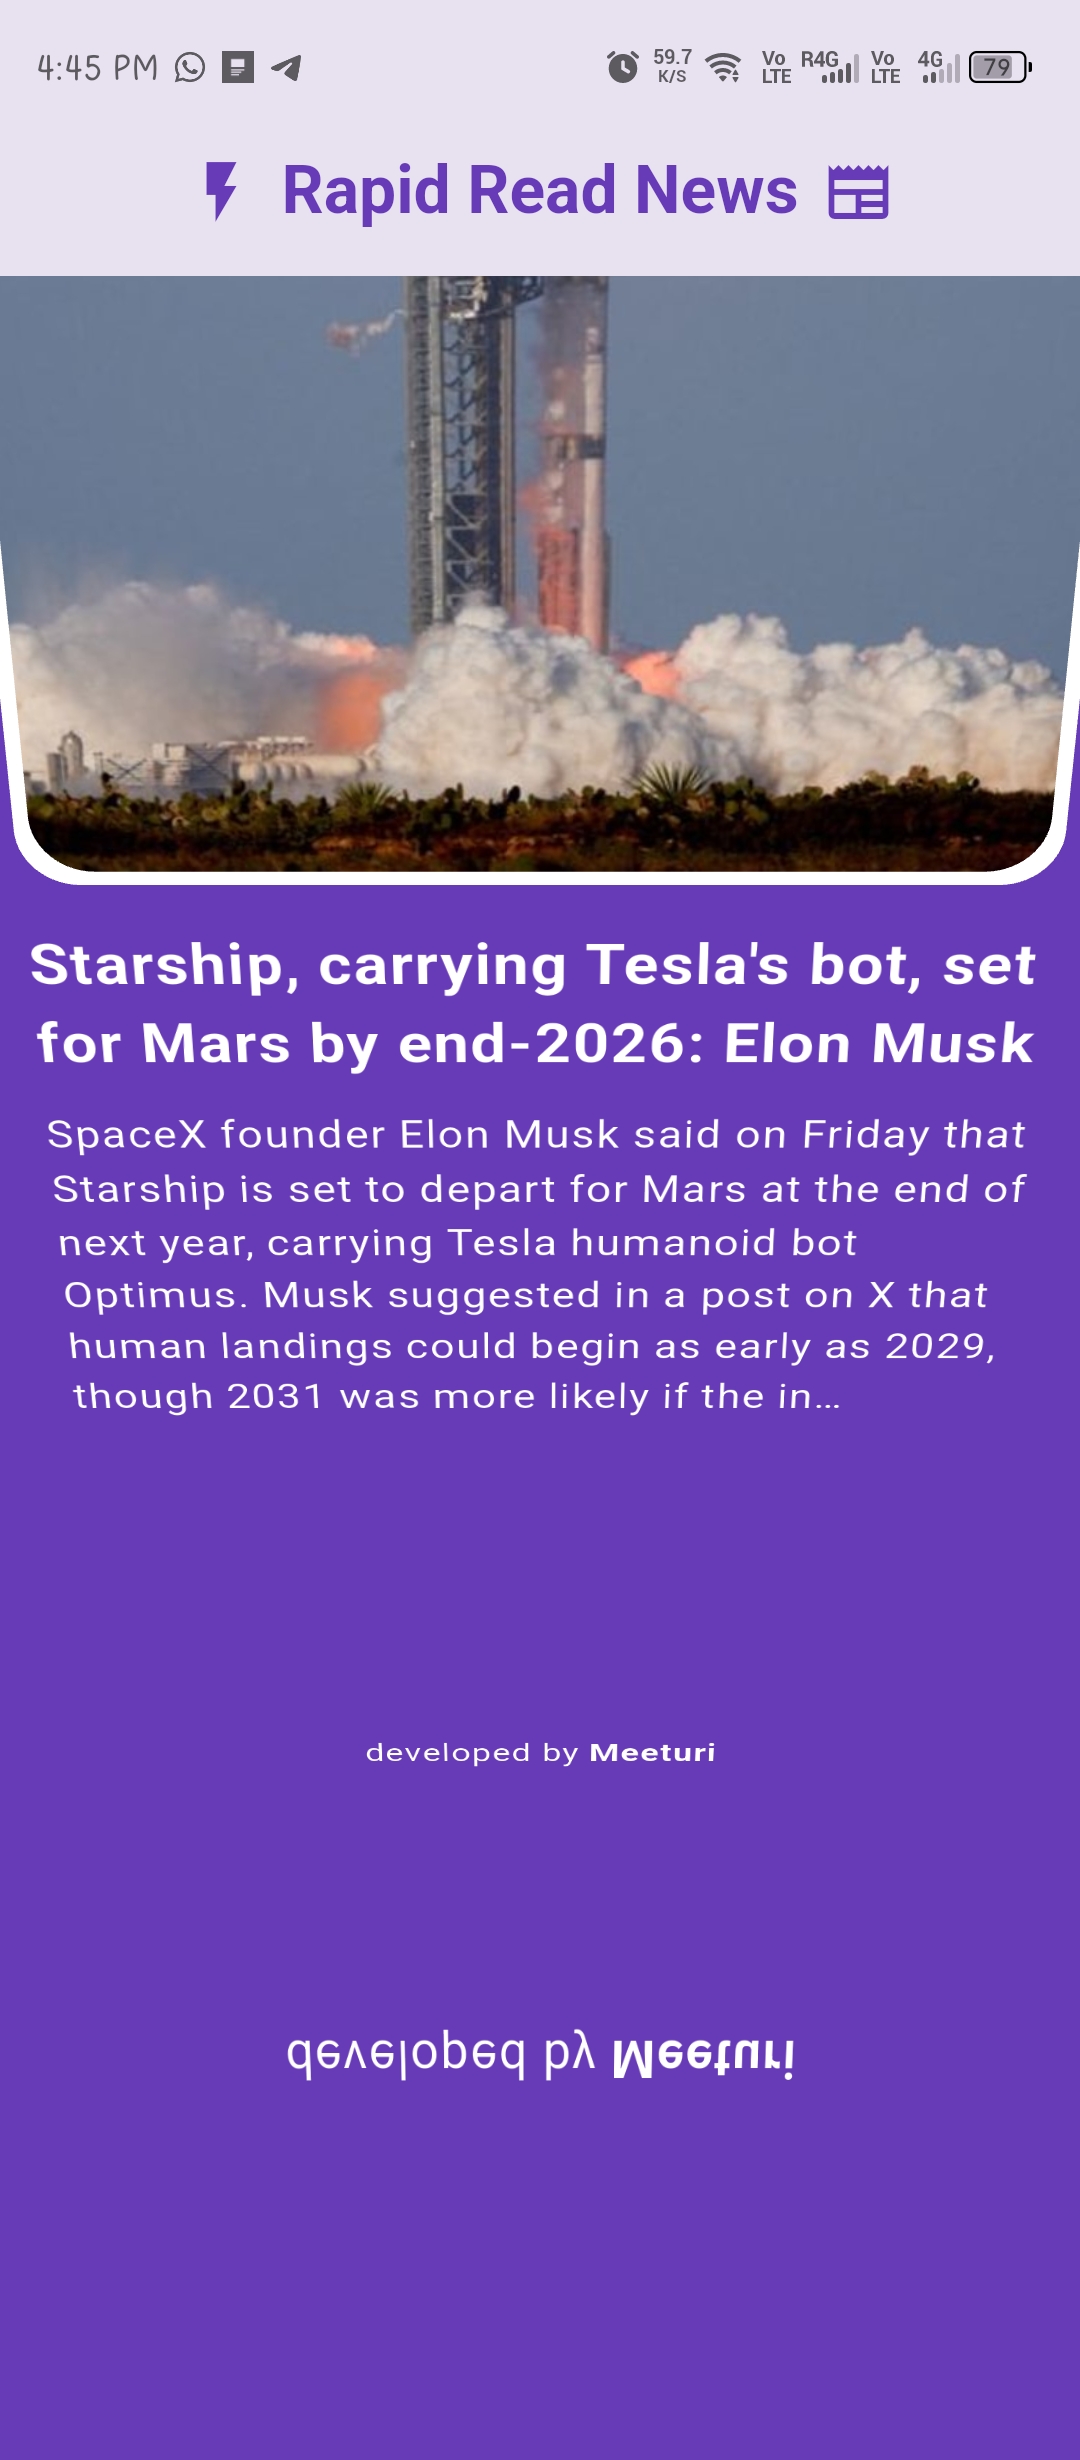 4:45 PM
59.7
K/S
Vo
LTE
R4G
Vo
LTE
4G
79
Rapid Read News
Starship, carrying Tesla's bot, set
for Mars by end-2026: Elon Musk
SpaceX founder Elon Musk said on Friday that
Starship is set to depart for Mars at the end of
next year, carrying Tesla humanoid bot
Optimus. Musk suggested in a post on X that
human landings could begin as early as 2029,
though 2031 was more likely if the in...
developed by Meeturi
developed by Meeturi